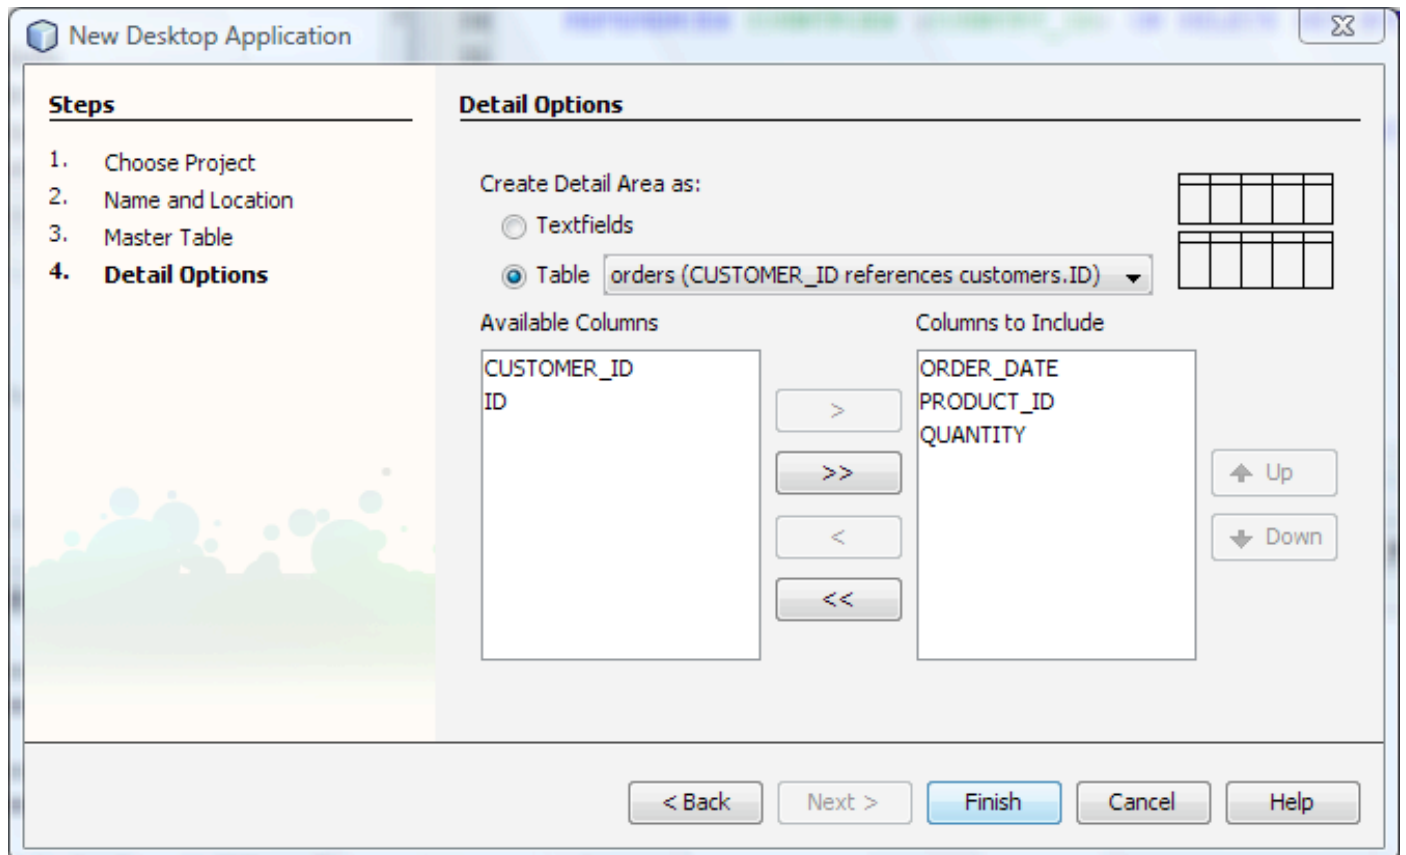 New Desktop Application
Steps
1. Choose Project
2. Name and Location
3. Master Table
4. Detail Options
Detail Options
Create Detail Area as:
Textfields
Table orders (CUSTOMER_ID references customers.ID)
Available Columns
CUSTOMER_ID
ID
>
>>
<
<<
Columns to Include
ORDER_DATE
PRODUCT_ID
QUANTITY
Up
Down
< Back Next > Finish Cancel Help